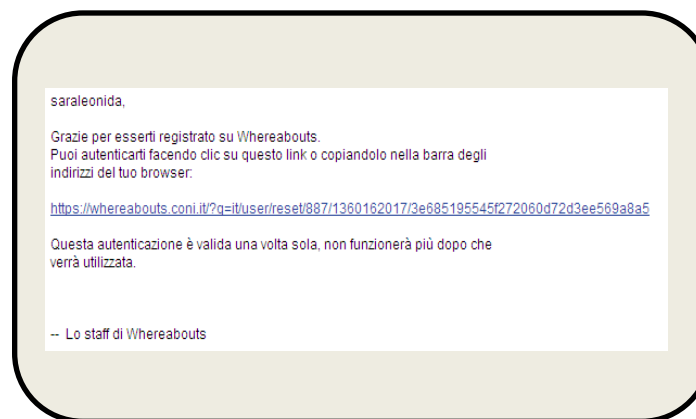 saraleonida,
Grazie per esserti registrato su Whereabouts.
Puoi autenticarti facendo clic su questo link o copiandolo nella barra degli
indirizzi del tuo browser:
https://whereabouts.coni.it/?q=it/user/reset/887/1360162017/3e685195545f272060d72d3ee569a8a5
Questa autenticazione è valida una volta sola, non funzionerà più dopo che
verrà utilizzata.
-- Lo staff di Whereabouts